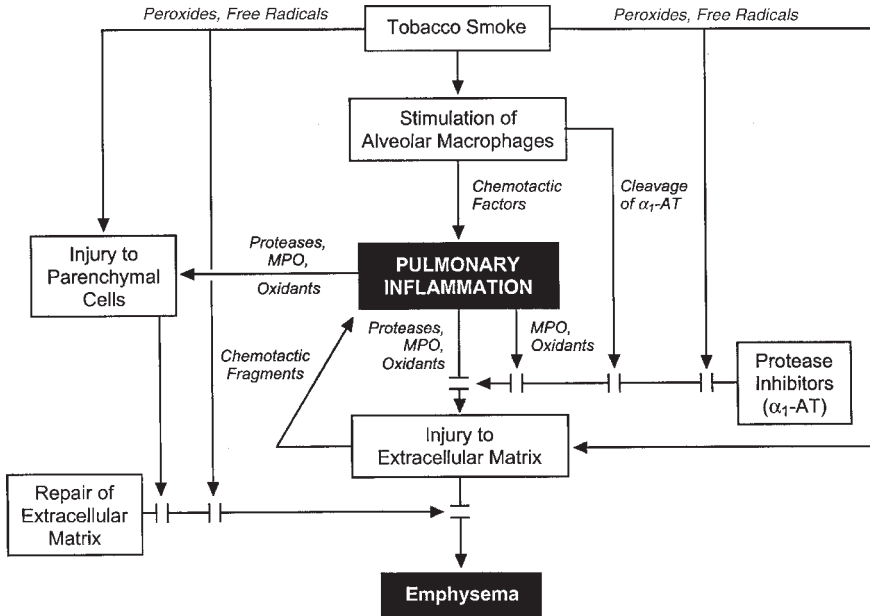 Peroxides, Free Radicals
Tobacco Smoke
Peroxides, Free Radicals
Stimulation of
Alveolar Macrophages
Chemotactic
Factors
Cleavage
of α₁-AT
Injury to
Parenchymal
Cells
Proteases,
MPO,
Oxidants
PULMONARY
INFLAMMATION
Chemotactic
Fragments
Proteases,
MPO,
Oxidants
MPO,
Oxidants
Protease
Inhibitors
(α₁-AT)
Injury to
Extracellular Matrix
Repair of
Extracellular
Matrix
Emphysema